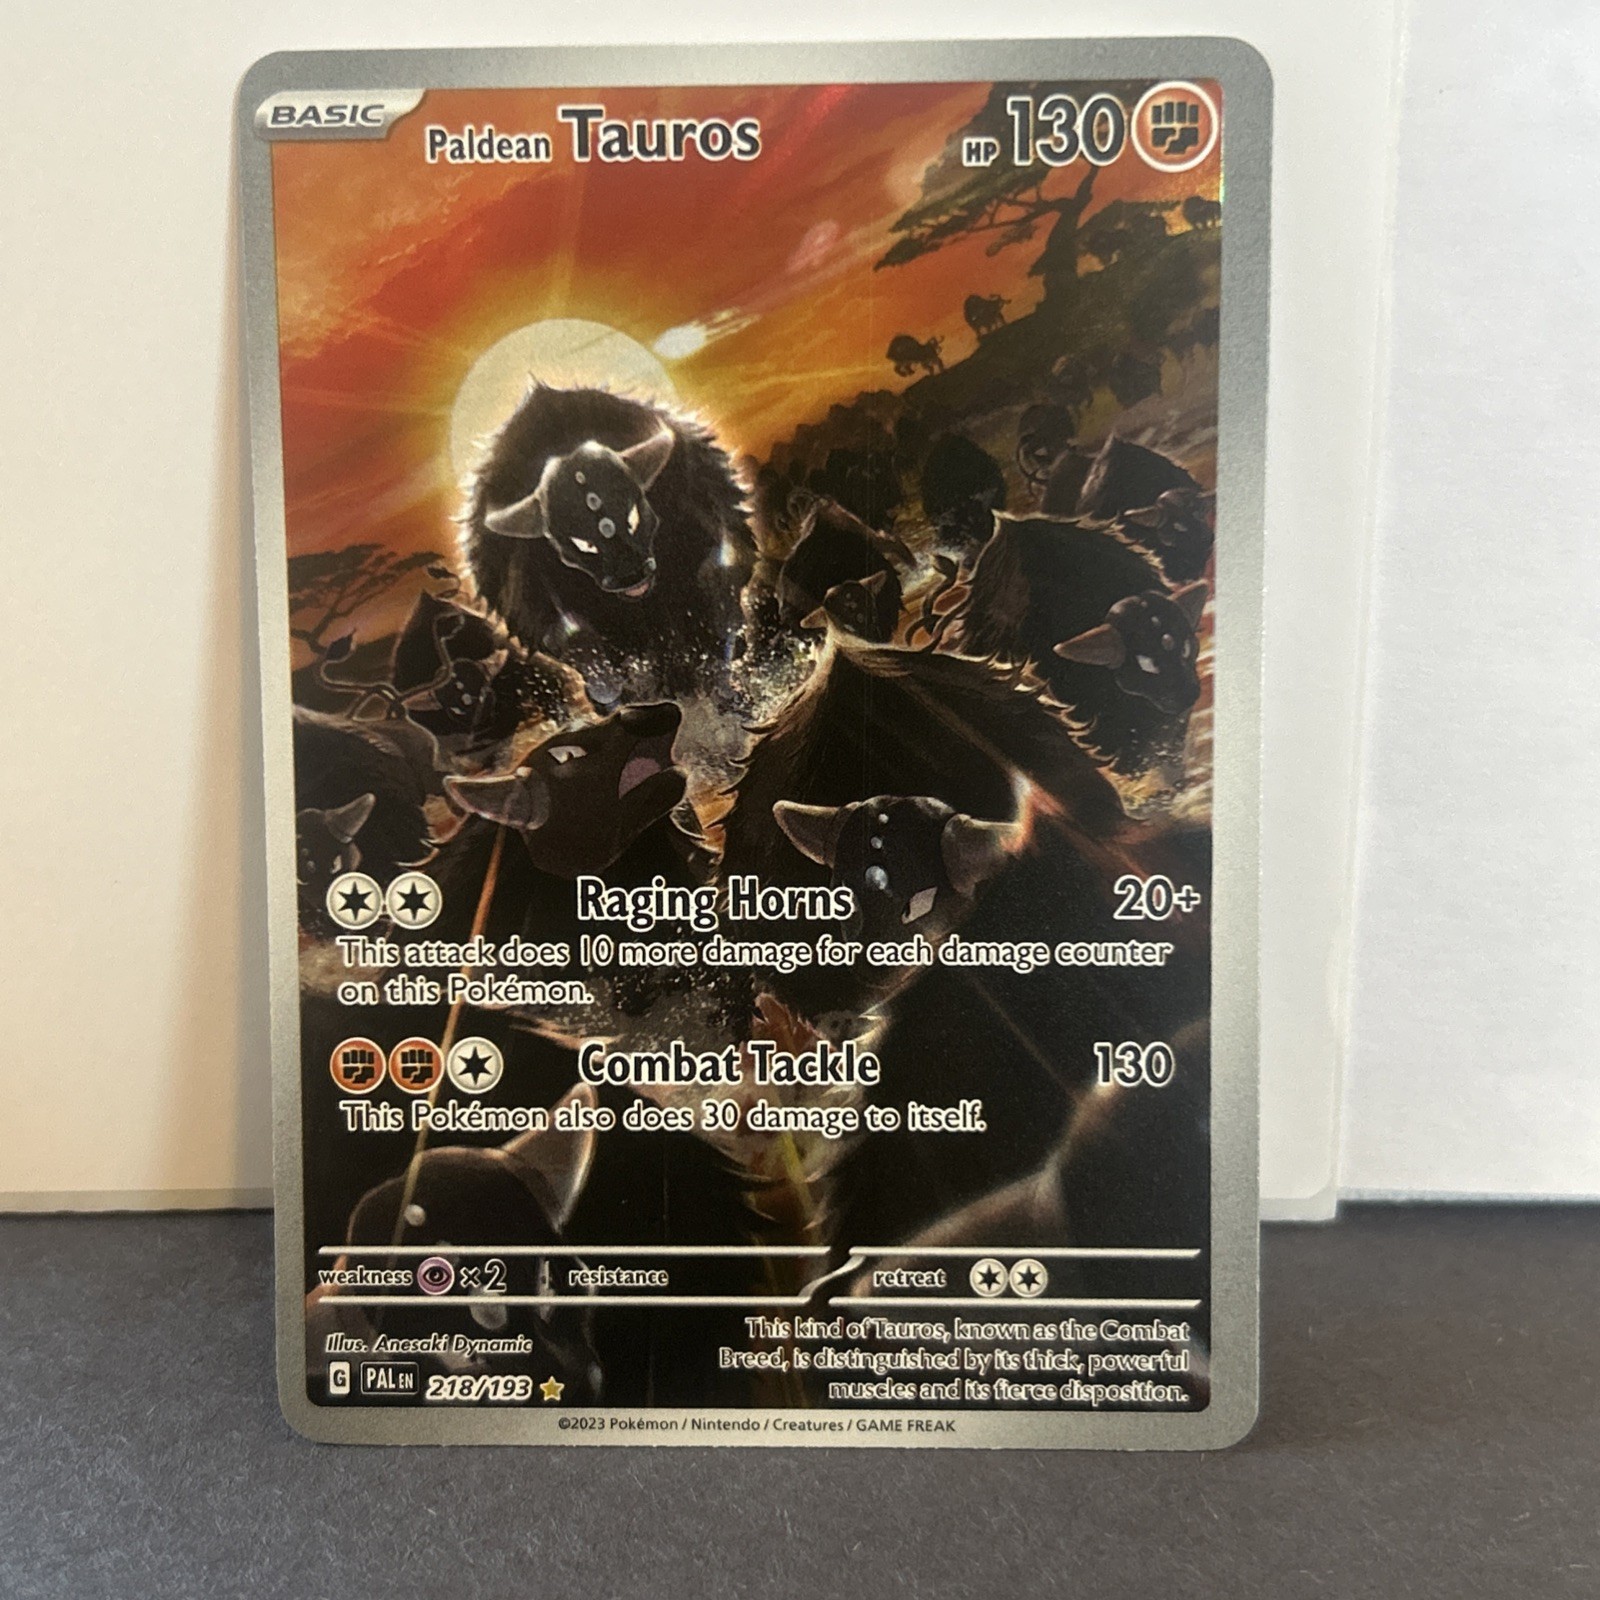 BASIC
Paldean Tauros
HP 130
Raging Horns 20+
This attack does 10 more damage for each damage counter
on this Pokémon.
Combat Tackle 130
This Pokémon also does 30 damage to itself.
weakness ×2 resistance retreat
Illus. Anesaki Dynamic
This kind of Tauros, known as the Combat
Breed, is distinguished by its thick, powerful
muscles and its fierce disposition.
G PAL EN 218/193
©2023 Pokémon / Nintendo / Creatures / GAME FREAK